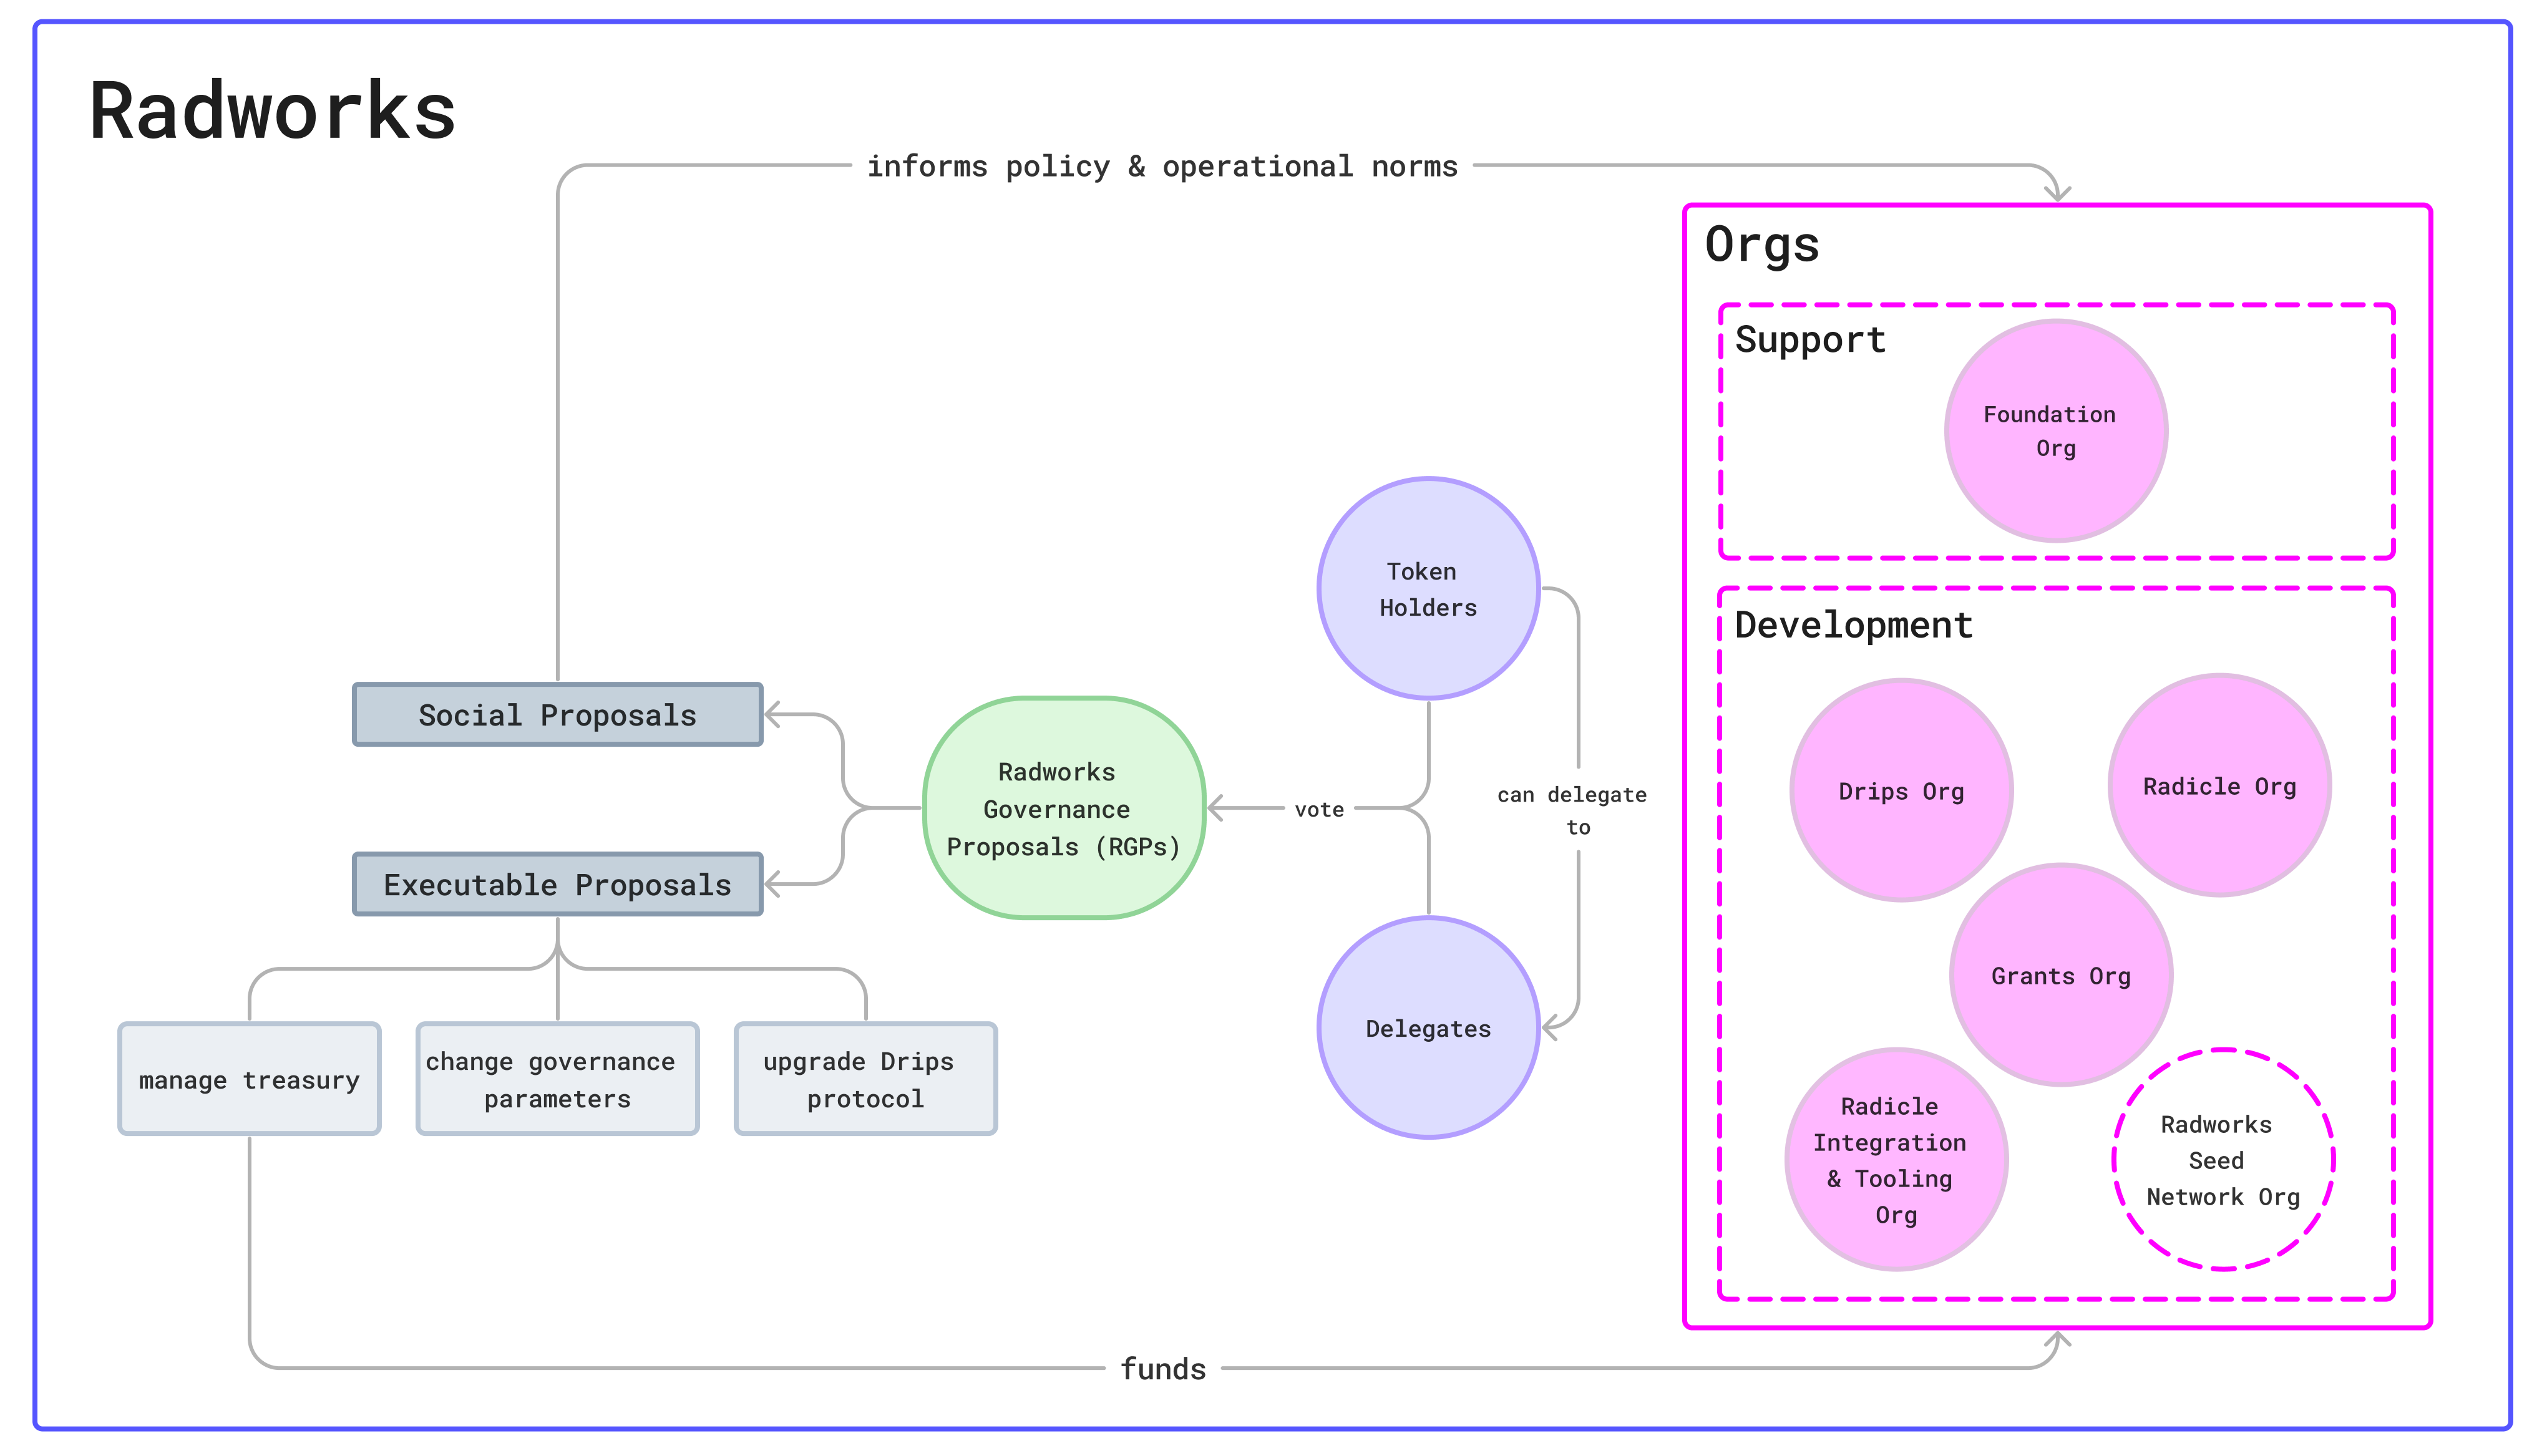 Radworks
informs policy & operational norms
Orgs
Support
Foundation
Org
Token
Holders
Development
Social Proposals
Radworks
Governance
Proposals (RGPs)
vote
can delegate
to
Drips Org
Radicle Org
Executable Proposals
Grants Org
Delegates
manage treasury
change governance
parameters
upgrade Drips
protocol
Radicle
Integration
& Tooling
Org
Radworks
Seed
Network Org
funds